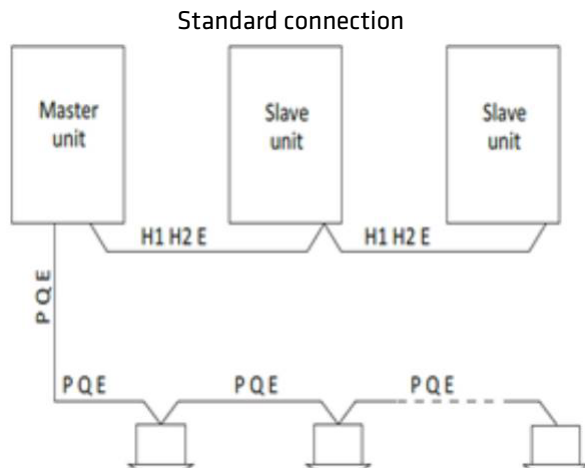 Standard connection
Master
unit
Slave
unit
Slave
unit
H1 H2 E
H1 H2 E
P Q E
P Q E
P Q E
P Q E